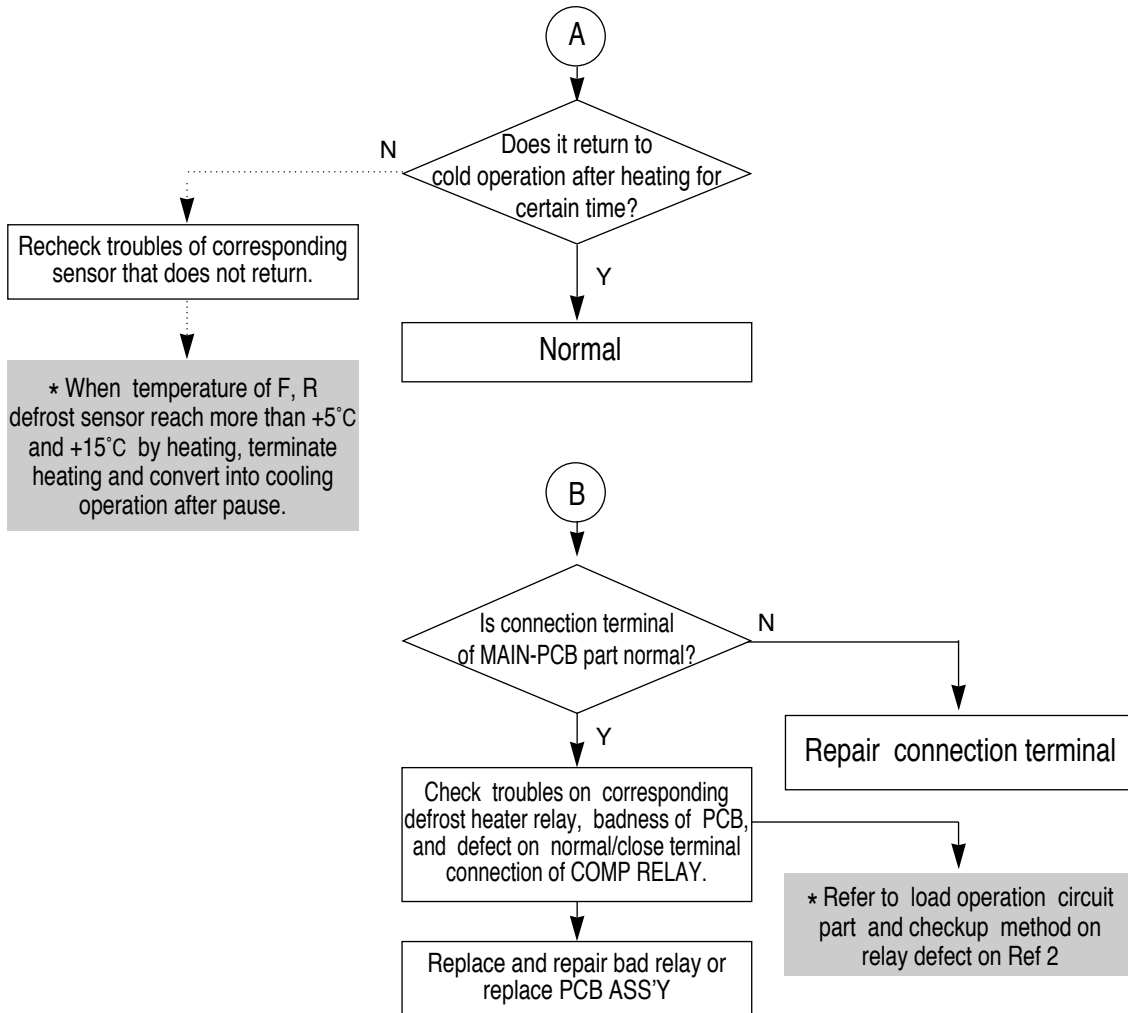 A
Does it return to
cold operation after heating for
certain time?
N
Y
Recheck troubles of corresponding
sensor that does not return.
Normal
* When temperature of F, R
defrost sensor reach more than +5˚C
and +15˚C by heating, terminate
heating and convert into cooling
operation after pause.
B
Is connection terminal
of MAIN-PCB part normal?
N
Y
Repair connection terminal
Check troubles on corresponding
defrost heater relay, badness of PCB,
and defect on normal/close terminal
connection of COMP RELAY.
* Refer to load operation circuit
part and checkup method on
relay defect on Ref 2
Replace and repair bad relay or
replace PCB ASS'Y